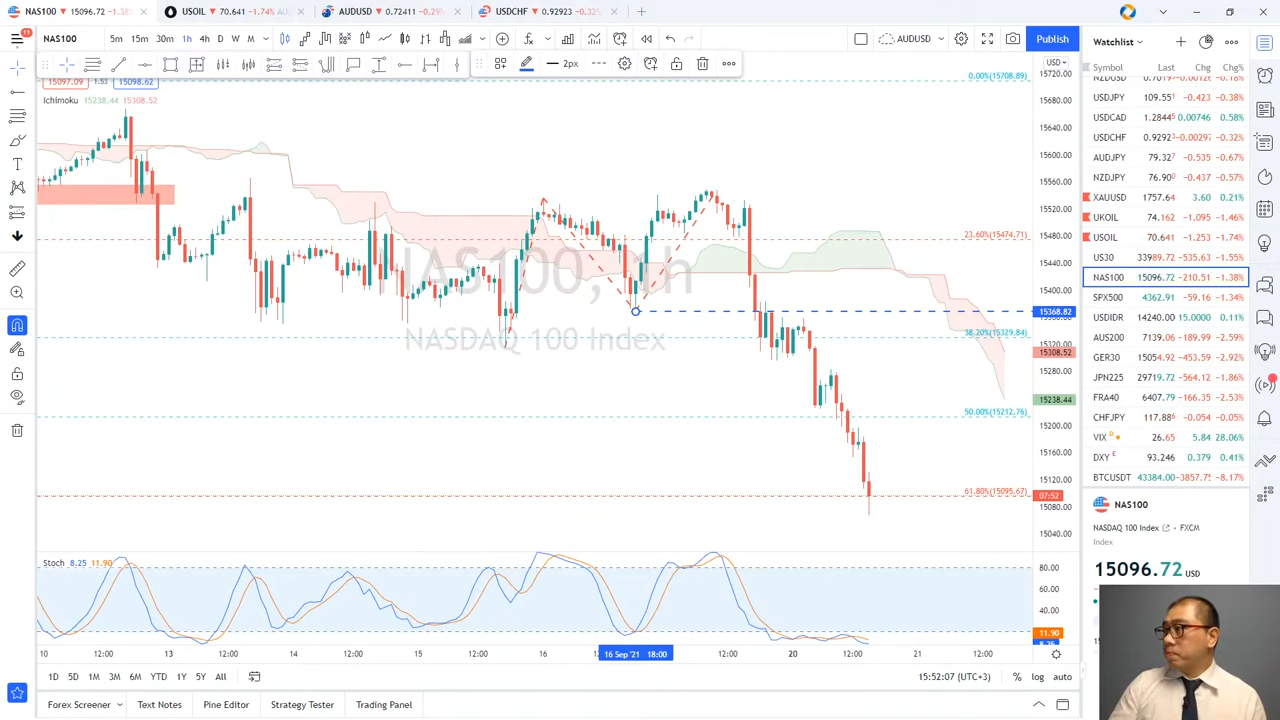 NAS100 ▼ 15096.72 −1.38%
USOIL ▼ 70.641 −1.74%
AUDUSD ▼ 0.72411 −0.29%
USDCHF ▼ 0.92923 −0.32%
11
NAS100 5m 15m 30m 1h 4h D W M
AUDUSD
Publish
2px
15097.09 1.53 15098.62
Ichimoku 15238.44 15308.52
NAS100, 1h
NASDAQ 100 Index
0.00%(15708.89)
23.60%(15474.71)
38.20%(15329.84)
50.00%(15212.76)
61.80%(15095.67)
USD
15720.00
15680.00
15640.00
15600.00
15560.00
15520.00
15480.00
15440.00
15400.00
15368.82
15320.00
15308.52
15280.00
15238.44
15200.00
15160.00
15120.00
07:52
15080.00
15040.00
Stoch 8.25 11.90
80.00
60.00
40.00
11.90
8.25
10 12:00 13 12:00 14 12:00 15 12:00 16 16 Sep '21 18:00 12:00 20 12:00 21 12:00
1D 5D 1M 3M 6M YTD 1Y 5Y All
15:52:07 (UTC+3) % log auto
Forex Screener Text Notes Pine Editor Strategy Tester Trading Panel
Watchlist
Symbol Last Chg Chg%
USDJPY 109.551 −0.423 −0.38%
USDCAD 1.28445 0.00746 0.58%
USDCHF 0.92923 −0.00297 −0.32%
AUDJPY 79.327 −0.535 −0.67%
NZDJPY 76.900 −0.437 −0.57%
XAUUSD 1757.64 3.60 0.21%
UKOIL 74.162 −1.095 −1.46%
USOIL 70.641 −1.253 −1.74%
US30 33989.72 −535.63 −1.55%
NAS100 15096.72 −210.51 −1.38%
SPX500 4362.91 −59.16 −1.34%
USDIDR 14240.00 15.0000 0.11%
AUS200 7139.06 −189.99 −2.59%
GER30 15054.92 −453.59 −2.92%
JPN225 29719.72 −564.12 −1.86%
FRA40 6407.79 −166.35 −2.53%
CHFJPY 117.886 −0.054 −0.05%
VIX D 26.65 5.84 28.06%
DXY E 93.246 0.379 0.41%
BTCUSDT 43384.00 −3857.7 −8.17%
NAS100
NASDAQ 100 Index · FXCM
Index
15096.72 USD